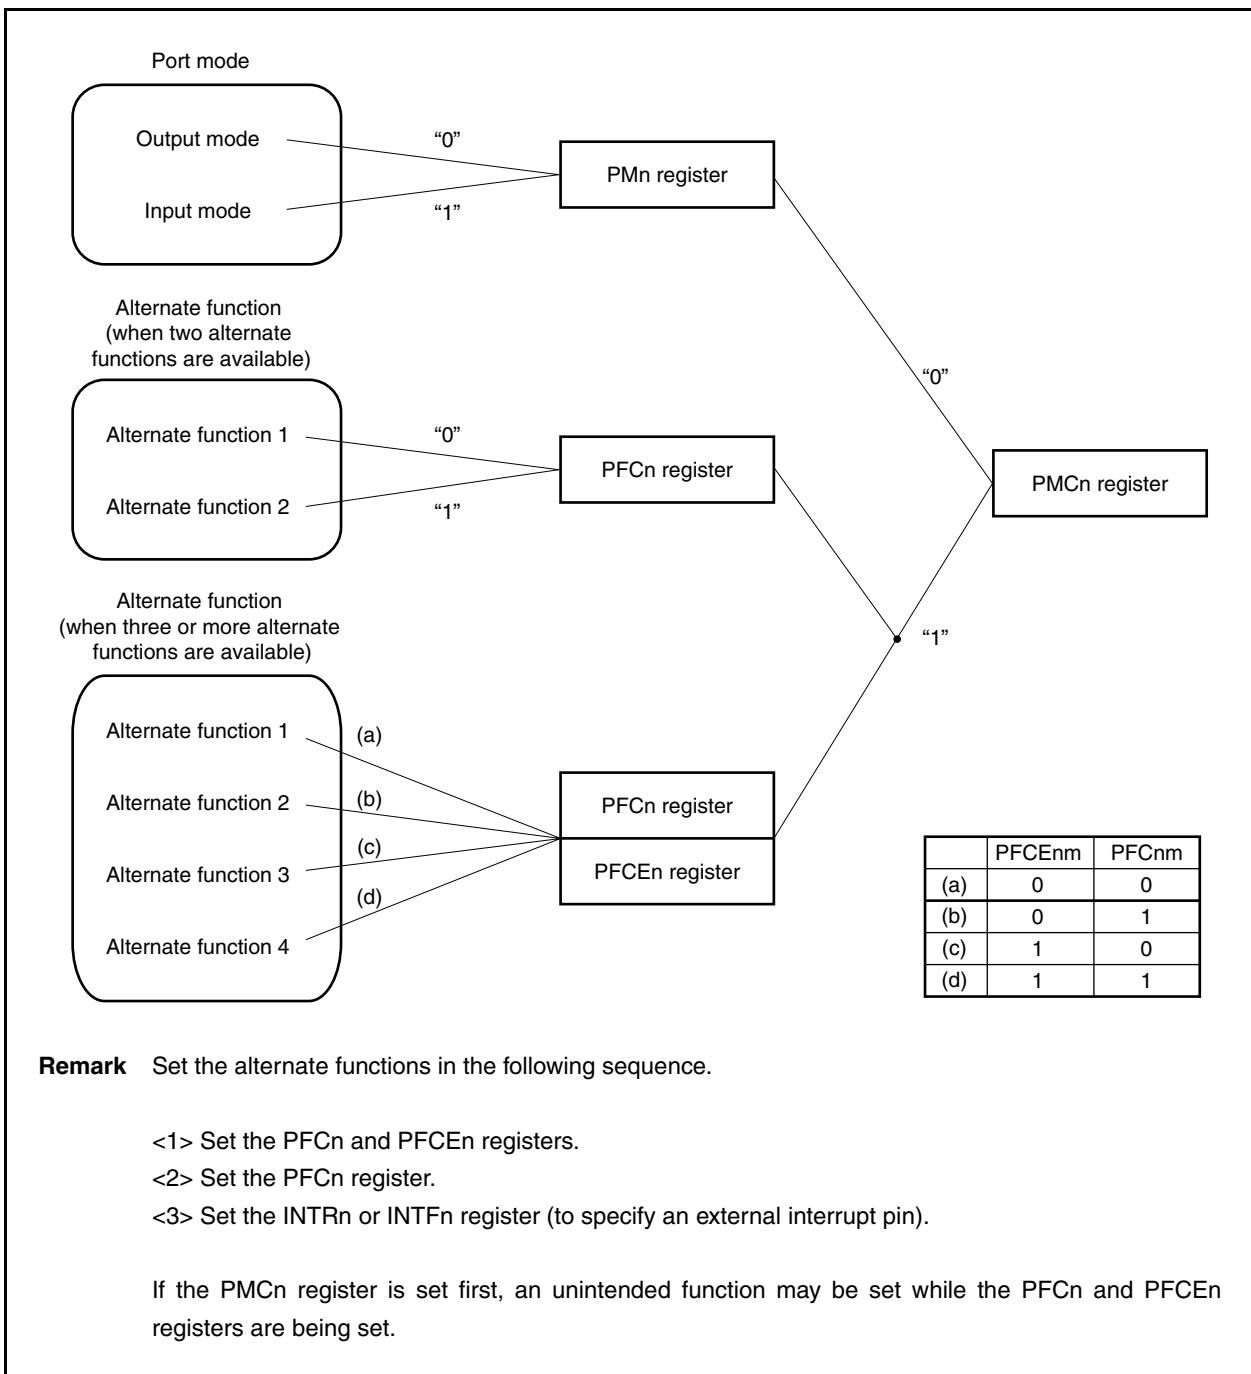 Port mode
Output mode
Input mode
“0”
“1”
PMn register
Alternate function
(when two alternate
functions are available)
Alternate function 1
Alternate function 2
“0”
“1”
PFCn register
“0”
PMCn register
Alternate function
(when three or more alternate
functions are available)
“1”
Alternate function 1
Alternate function 2
Alternate function 3
Alternate function 4
(a)
(b)
(c)
(d)
PFCn register
PFCEn register
PFCEnm PFCnm
(a) 0 0
(b) 0 1
(c) 1 0
(d) 1 1
Remark Set the alternate functions in the following sequence.
<1> Set the PFCn and PFCEn registers.
<2> Set the PFCn register.
<3> Set the INTRn or INTFn register (to specify an external interrupt pin).
If the PMCn register is set first, an unintended function may be set while the PFCn and PFCEn
registers are being set.